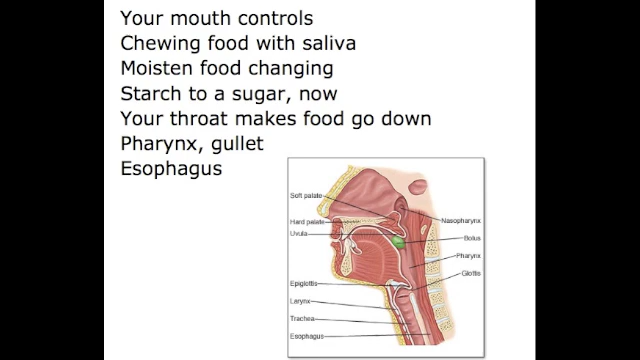 Your mouth controls
Chewing food with saliva
Moisten food changing
Starch to a sugar, now
Your throat makes food go down
Pharynx, gullet
Esophagus
Soft palate
Hard palate
Uvula
Epiglottis
Larynx
Trachea
Esophagus
Nasopharynx
Bolus
Pharynx
Glottis